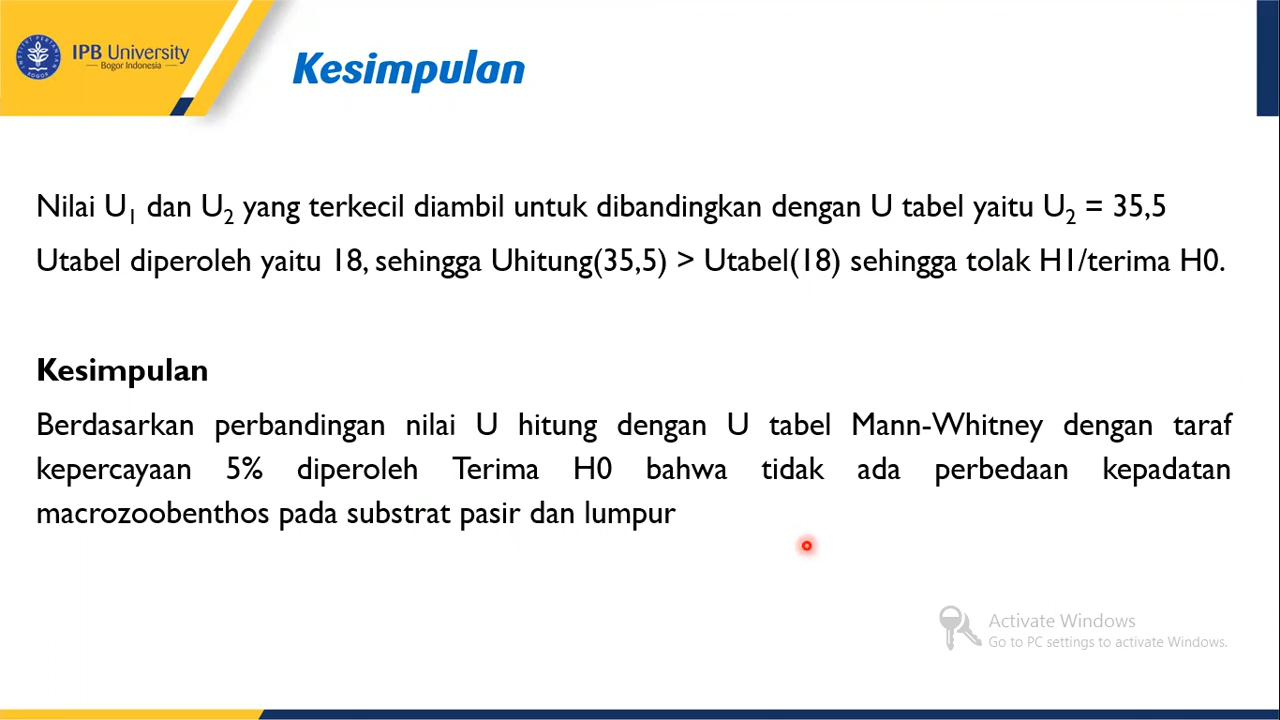 IPB University
Bogor Indonesia
Kesimpulan
Nilai U1 dan U2 yang terkecil diambil untuk dibandingkan dengan U tabel yaitu U2 = 35,5
Utabel diperoleh yaitu 18, sehingga Uhitung(35,5) > Utabel(18) sehingga tolak H1/terima H0.
Kesimpulan
Berdasarkan perbandingan nilai U hitung dengan U tabel Mann-Whitney dengan taraf
kepercayaan 5% diperoleh Terima H0 bahwa tidak ada perbedaan kepadatan
macrozoobenthos pada substrat pasir dan lumpur
Activate Windows
Go to PC settings to activate Windows.